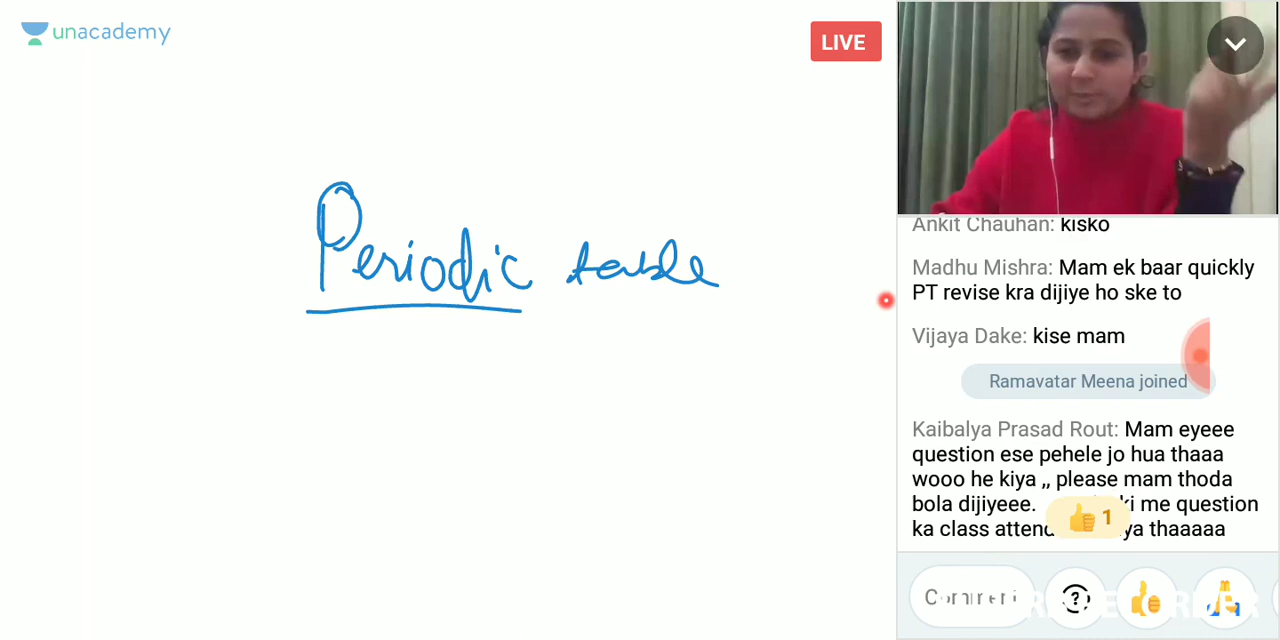 unacademy
LIVE
Periodic table
Ankit Chauhan: kisko
Madhu Mishra: Mam ek baar quickly
PT revise kra dijiye ho ske to
Vijaya Dake: kise mam
Ramavatar Meena joined
Kaibalya Prasad Rout: Mam eyeee
question ese pehele jo hua thaaa
wooo he kiya ,, please mam thoda
bola dijiyeee. ki me question
ka class attend ya thaaaaa
1
Comment